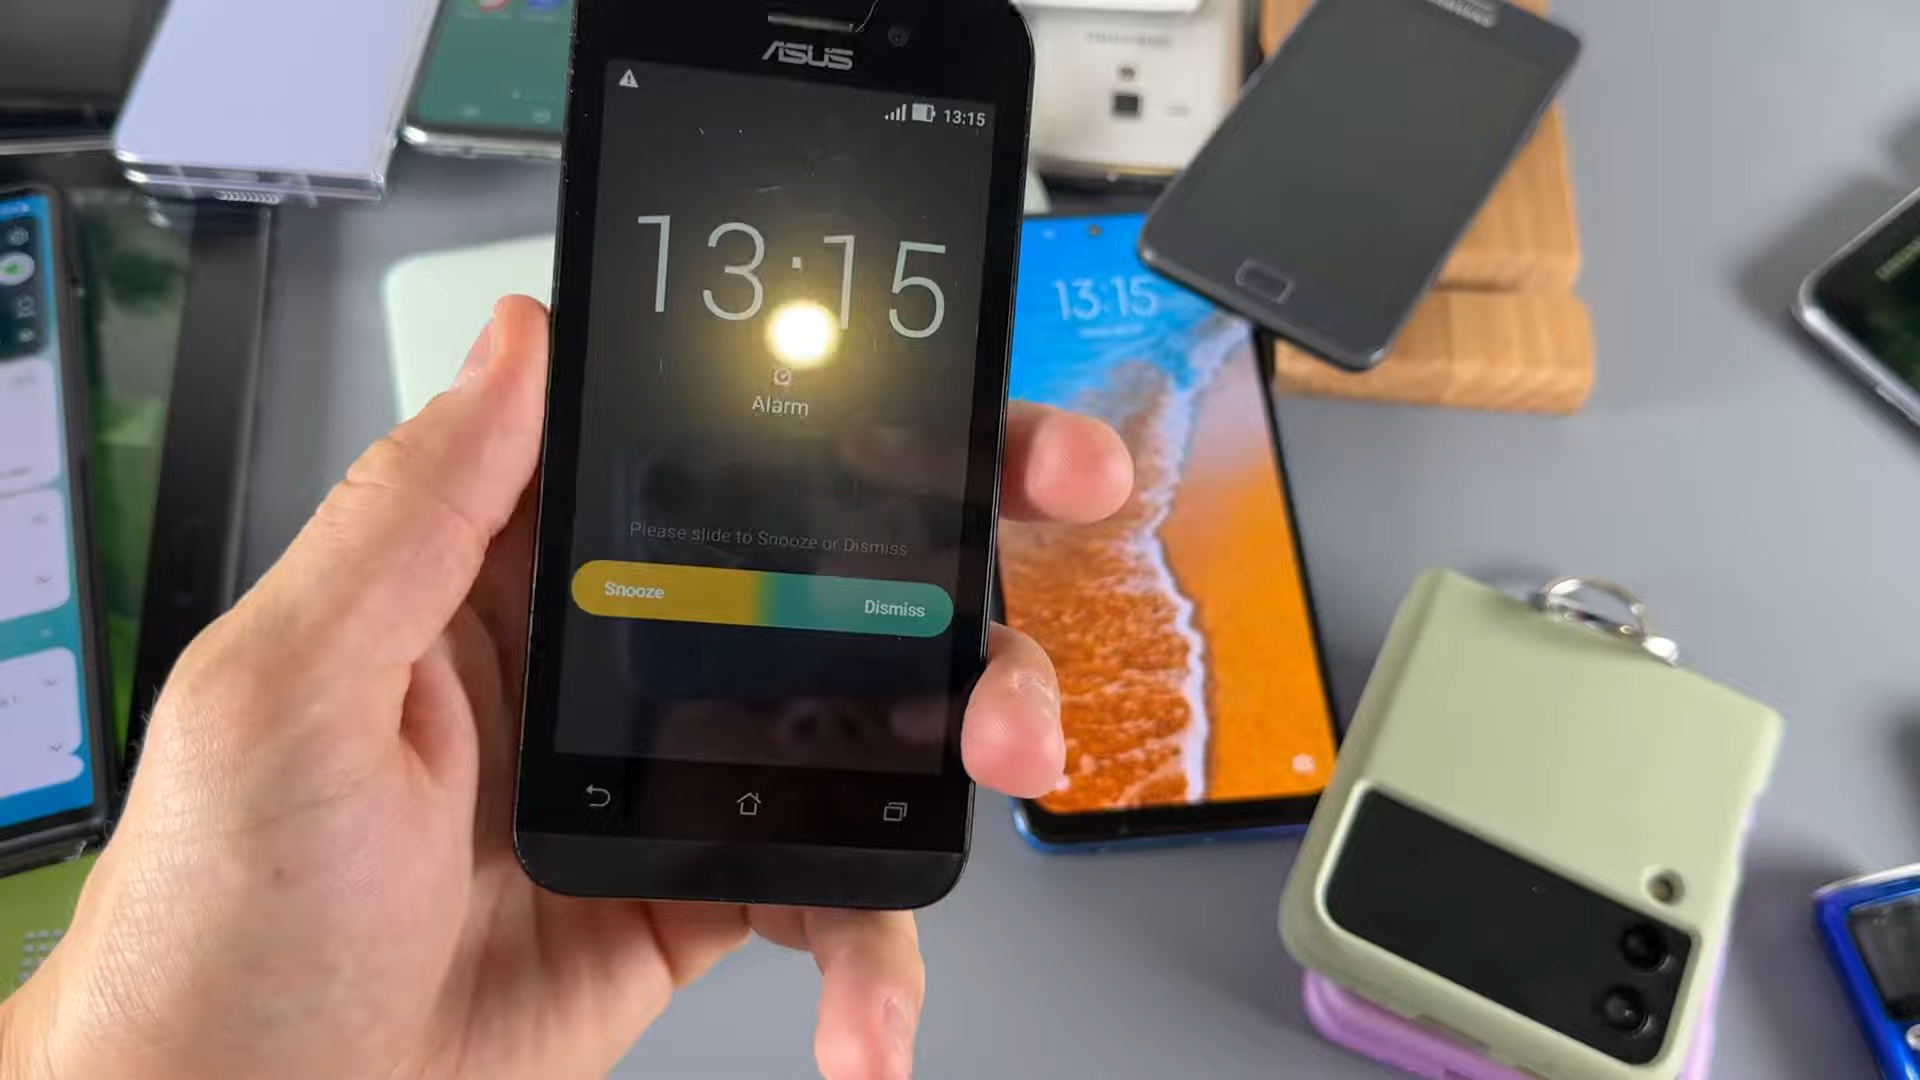 ASUS
13:15
13:15
Alarm
Please slide to Snooze or Dismiss
Snooze
Dismiss
13:15